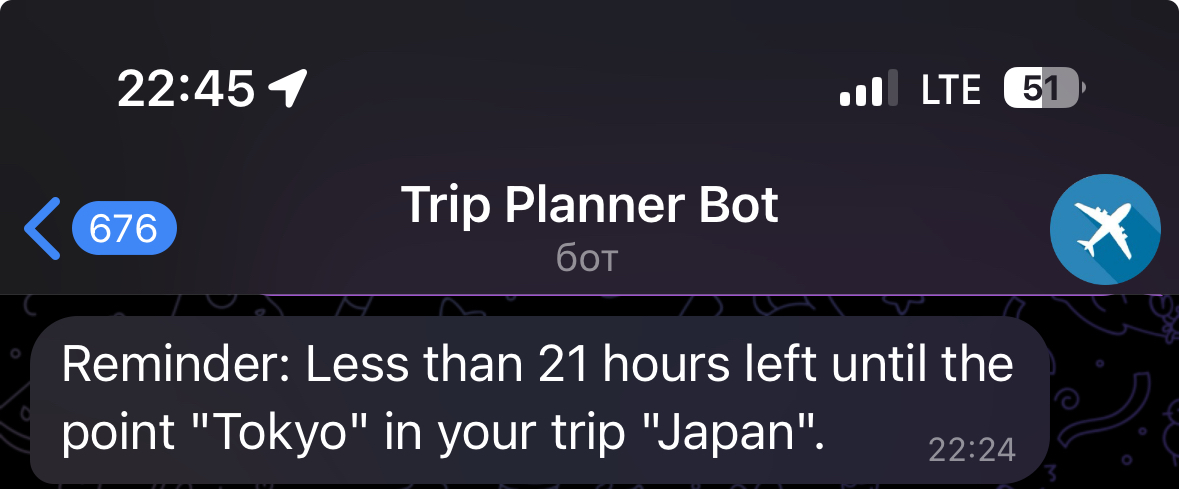 22:45 LTE 51
676 Trip Planner Bot
бот
Reminder: Less than 21 hours left until the
point "Tokyo" in your trip "Japan".
22:24